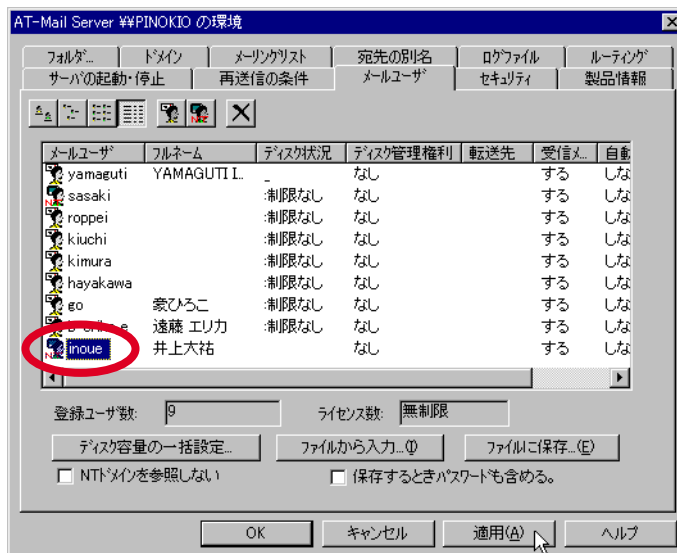 AT-Mail Server ¥¥PINOKIO の環境
フォルダ... ドメイン メーリングリスト 宛先の別名 ログファイル ルーティング
サーバの起動・停止 再送信の条件 メールユーザ セキュリティ 製品情報
メールユーザ フルネーム ディスク状況 ディスク管理権利 転送先 受信メ... 自動
yamaguti YAMAGUTI I.. _ なし する しな
sasaki :制限なし なし する しな
roppei :制限なし なし する しな
kiuchi :制限なし なし する しな
kimura :制限なし なし する しな
hayakawa なし する しな
go 豪ひろこ :制限なし なし する しな
遠藤 エリカ :制限なし なし する しな
inoue 井上大祐 なし する しな
登録ユーザ数: 9 ライセンス数: 無制限
ディスク容量の一括設定... ファイルから入力...(I) ファイルに保存...(E)
NTドメインを参照しない 保存するときパスワードも含める。
OK キャンセル 適用(A) ヘルプ